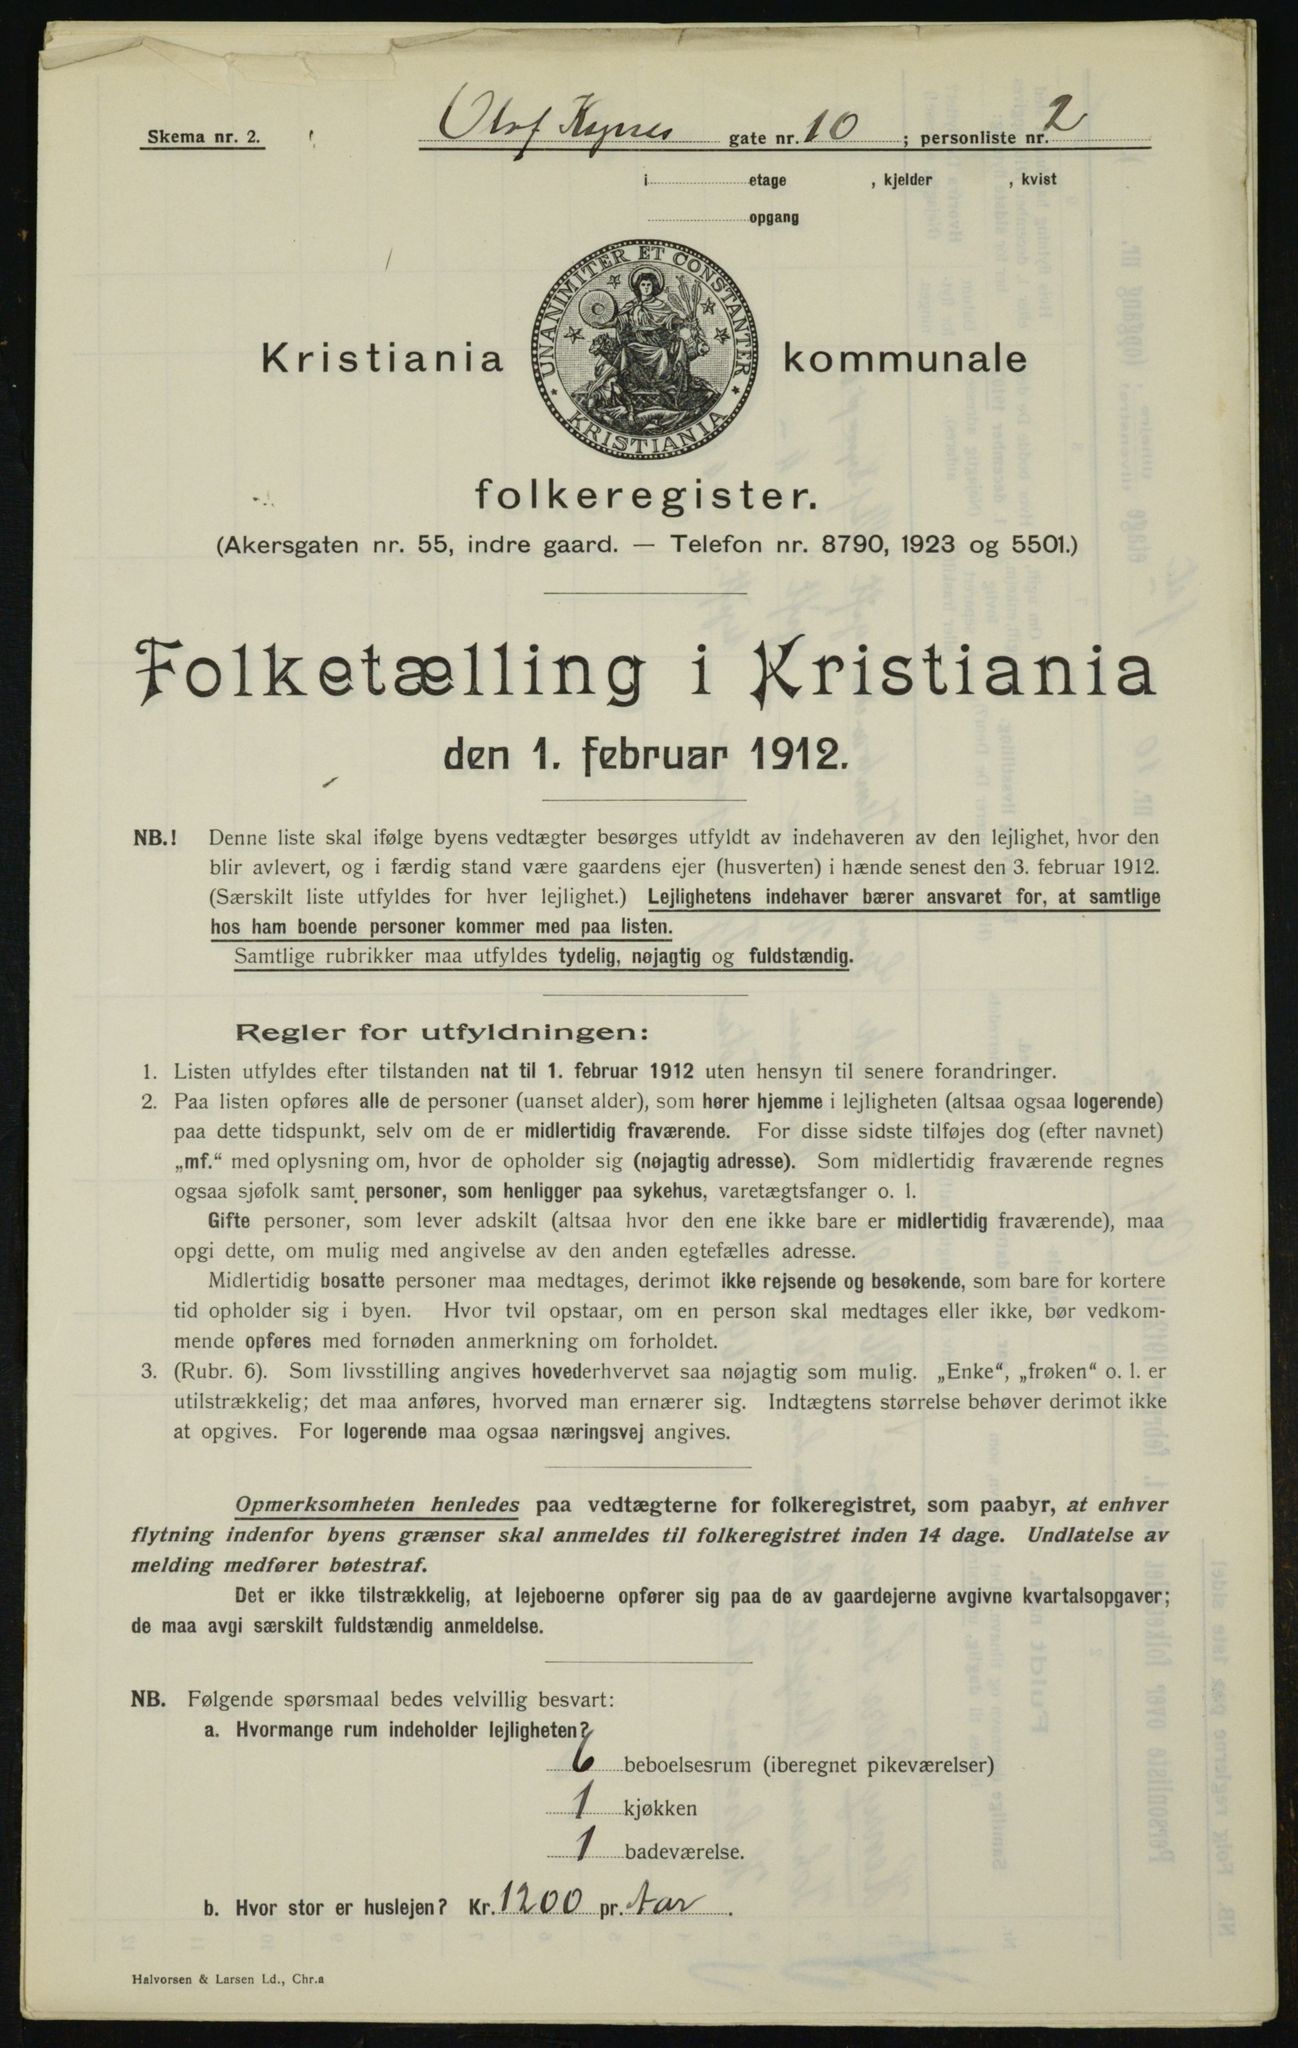 Skema nr. 2.
Olaf Kyrres gate nr. 10 ; personliste nr. 2
i etage , kjelder , kvist
opgang
UNANIMITER ET CONSTANTER
KRISTIANIA
Kristiania kommunale
folkeregister.
(Akersgaten nr. 55, indre gaard. — Telefon nr. 8790, 1923 og 5501.)
Folketælling i Kristiania
den 1. februar 1912.
NB.! Denne liste skal ifølge byens vedtægter besørges utfyldt av indehaveren av den lejlighet, hvor den
blir avlevert, og i færdig stand være gaardens ejer (husverten) i hænde senest den 3. februar 1912.
(Særskilt liste utfyldes for hver lejlighet.) Lejlighetens indehaver bærer ansvaret for, at samtlige
hos ham boende personer kommer med paa listen.
Samtlige rubrikker maa utfyldes tydelig, nøjagtig og fuldstændig.
Regler for utfyldningen:
1. Listen utfyldes efter tilstanden nat til 1. februar 1912 uten hensyn til senere forandringer.
2. Paa listen opføres alle de personer (uanset alder), som hører hjemme i lejligheten (altsaa ogsaa logerende)
paa dette tidspunkt, selv om de er midlertidig fraværende. For disse sidste tilføjes dog (efter navnet)
„mf.“ med oplysning om, hvor de opholder sig (nøjagtig adresse). Som midlertidig fraværende regnes
ogsaa sjøfolk samt personer, som henligger paa sykehus, varetægtsfanger o. l.
Gifte personer, som lever adskilt (altsaa hvor den ene ikke bare er midlertidig fraværende), maa
opgi dette, om mulig med angivelse av den anden egtefælles adresse.
Midlertidig bosatte personer maa medtages, derimot ikke rejsende og besøkende, som bare for kortere
tid opholder sig i byen. Hvor tvil opstaar, om en person skal medtages eller ikke, bør vedkom-
mende opføres med fornøden anmerkning om forholdet.
3. (Rubr. 6). Som livsstilling angives hovederhvervet saa nøjagtig som mulig. „Enke“, „frøken“ o. l. er
utilstrækkelig; det maa anføres, hvorved man ernærer sig. Indtægtens størrelse behøver derimot ikke
at opgives. For logerende maa ogsaa næringsvej angives.
Opmerksomheten henledes paa vedtægterne for folkeregistret, som paabyr, at enhver
flytning indenfor byens grænser skal anmeldes til folkeregistret inden 14 dage. Undlatelse av
melding medfører bøtestraf.
Det er ikke tilstrækkelig, at lejeboerne opfører sig paa de av gaardejerne avgivne kvartalsopgaver;
de maa avgi særskilt fuldstændig anmeldelse.
NB. Følgende spørsmaal bedes velvillig besvart:
a. Hvormange rum indeholder lejligheten?
6 beboelsesrum (iberegnet pikeværelser)
1 kjøkken
1 badeværelse.
b. Hvor stor er huslejen? Kr. 1200 pr. Aar.
Halvorsen & Larsen Ld., Chr.a